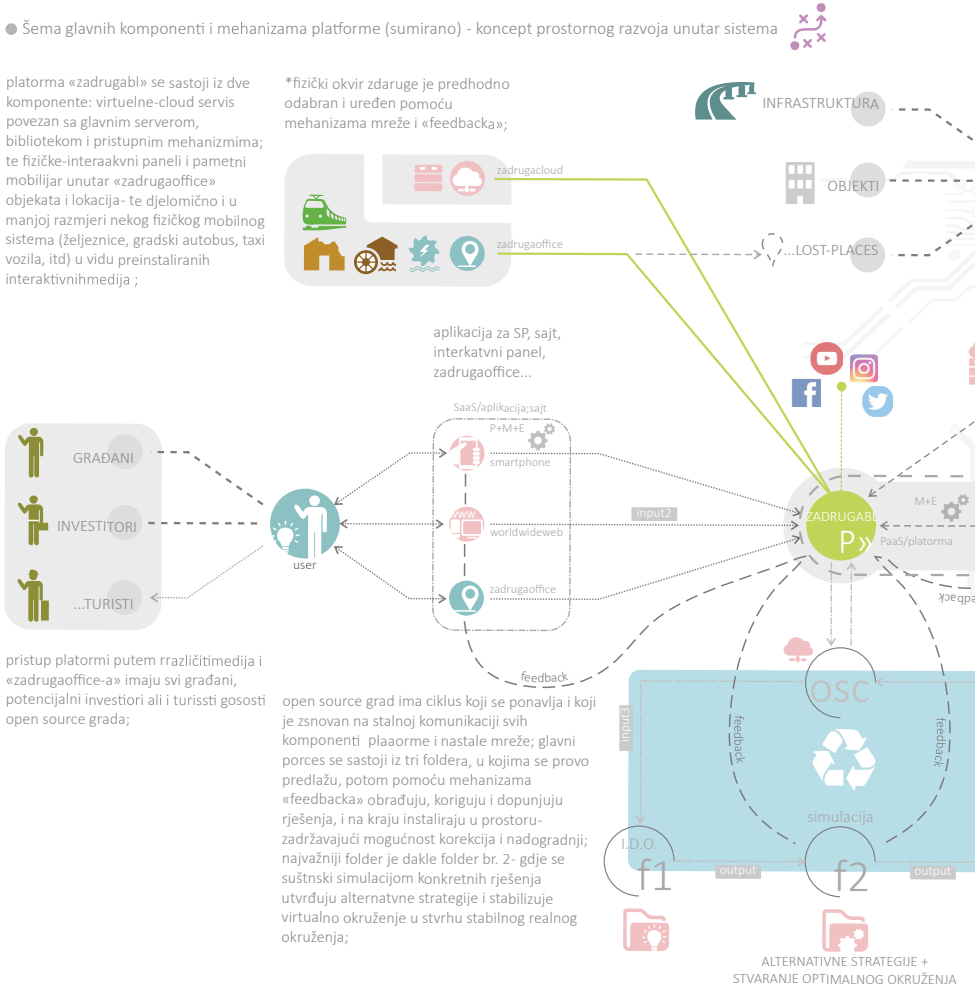 Šema glavnih komponenti i mehanizama platforme (sumirano) - koncept prostornog razvoja unutar sistema
platorma «zadrugabl» se sastoji iz dve
komponente: virtuelne-cloud servis
povezan sa glavnim serverom,
bibliotekom i pristupnim mehanizmima;
te fizičke-interaakvni paneli i pametni
mobilijar unutar «zadrugaoffice»
objekata i lokacija- te djelomično i u
manjoj razmjeri nekog fizičkog mobilnog
sistema (željeznice, gradski autobus, taxi
vozila, itd) u vidu preinstaliranih
interaktivnihmedija ;
*fizički okvir zdaruge je predhodno
odabran i uređen pomoću
mehanizama mreže i «feedbacka»;
zadrugacloud
zadrugaoffice
INFRASTRUKTURA
OBJEKTI
...LOST-PLACES
aplikacija za SP, sajt,
interkatvni panel,
zadrugaoffice...
SaaS/aplikacija;sajt
P+M+E
smartphone
www
worldwideweb
zadrugaoffice
GRAĐANI
INVESTITORI
...TURISTI
user
input2
ZADRUGABL
P»
M+E
PaaS/platorma
feedback
feedback
pristup platormi putem rrazličitimedija i
«zadrugaoffice-a» imaju svi građani,
potencijalni investiori ali i turissti gososti
open source grada;
open source grad ima ciklus koji se ponavlja i koji
je zsnovan na stalnoj komunikaciji svih
komponenti plaaorme i nastale mreže; glavni
porces se sastoji iz tri foldera, u kojima se provo
predlažu, potom pomoću mehanizama
«feedbacka» obrađuju, koriguju i dopunjuju
rješenja, i na kraju instaliraju u prostoru-
zadržavajući mogućnost korekcija i nadogradnji;
najvažniji folder je dakle folder br. 2- gdje se
suštnski simulacijom konkretnih rješenja
utvrđuju alternatvne strategije i stabilizuje
virtualno okruženje u stvrhu stabilnog realnog
okruženja;
OSC
input3
feedback
feedback
simulacija
I.D.O.
f1
output
f2
output
ALTERNATIVNE STRATEGIJE +
STVARANJE OPTIMALNOG OKRUŽENJA